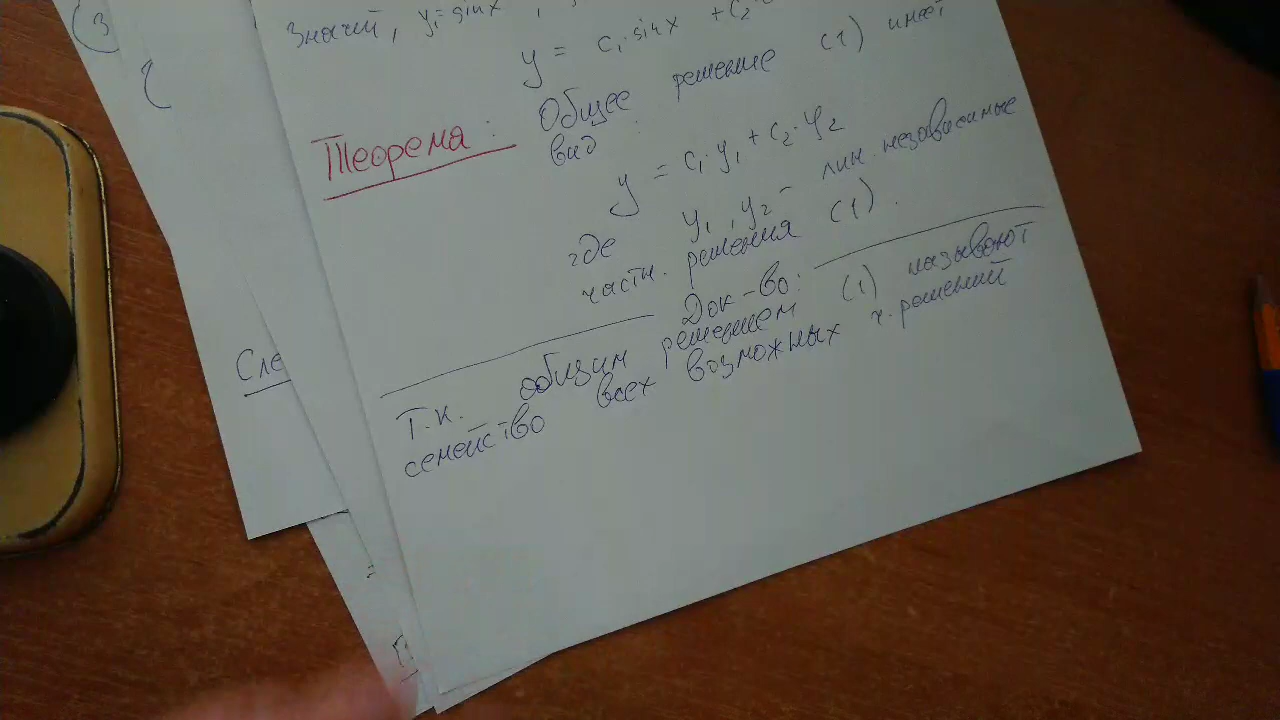 (3
Значит, y₁=sinx ,
y = c₁·sinx + c₂·
Теорема : Общее решение (1) имеет
вид :
y = c₁·y₁ + c₂·y₂
где y₁, y₂ – лин. независимые
частн. решения (1).
Док-во:
Т.к. общим решением (1) называют
семейство всех возможных ч. решений
Сле